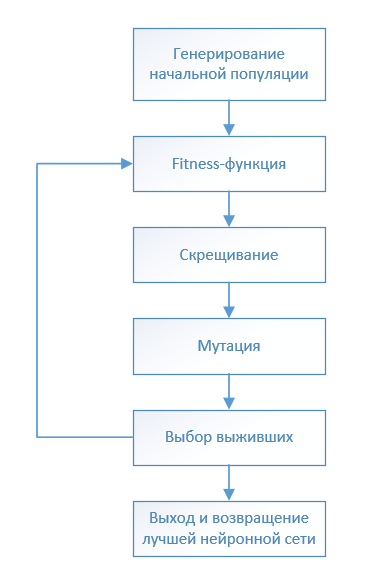 Генерирование
начальной популяции
Fitness-функция
Скрещивание
Мутация
Выбор выживших
Выход и возвращение
лучшей нейронной сети